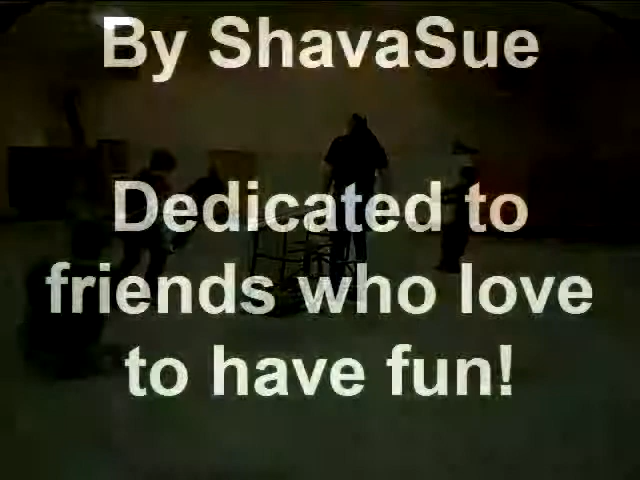 By ShavaSue
Dedicated to
friends who love
to have fun!